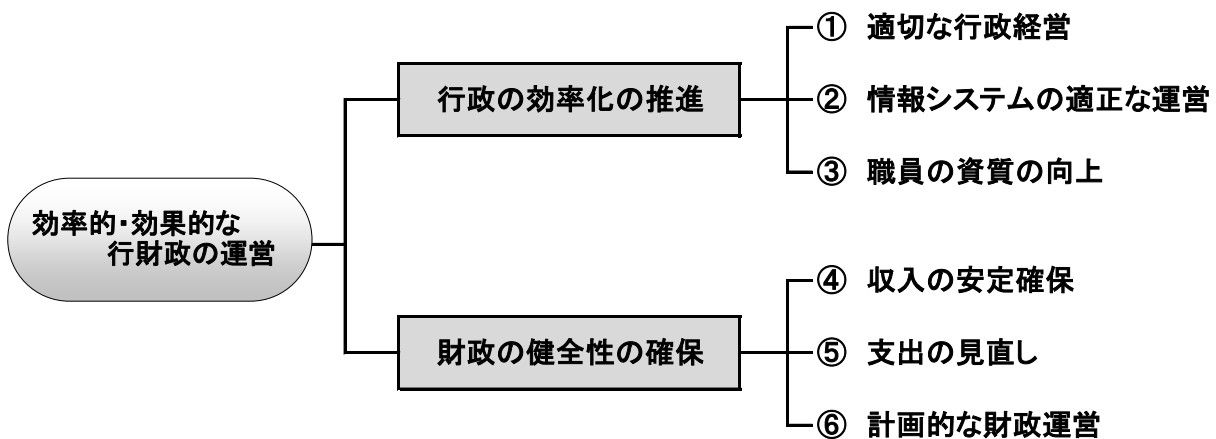 効率的・効果的な
行財政の運営
行政の効率化の推進
① 適切な行政経営
② 情報システムの適正な運営
③ 職員の資質の向上
財政の健全性の確保
④ 収入の安定確保
⑤ 支出の見直し
⑥ 計画的な財政運営